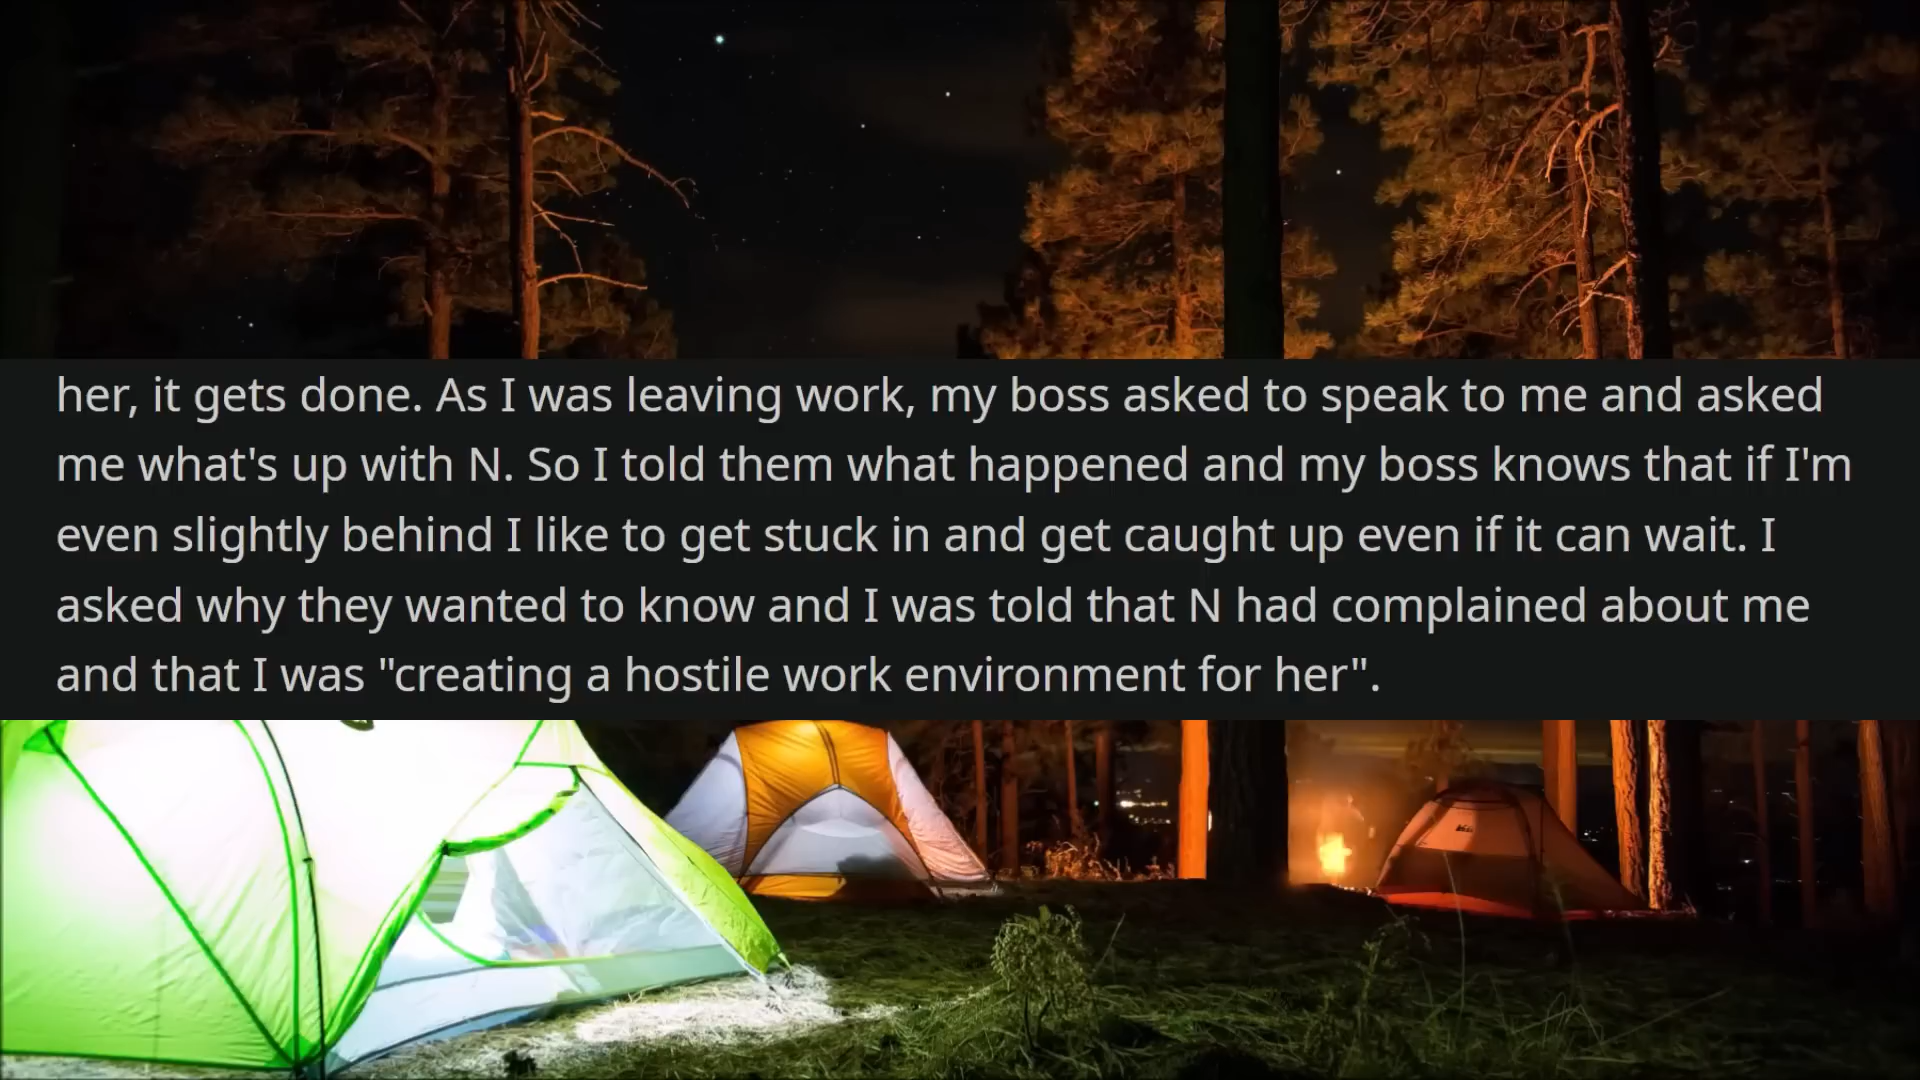 her, it gets done. As I was leaving work, my boss asked to speak to me and asked
me what's up with N. So I told them what happened and my boss knows that if I'm
even slightly behind I like to get stuck in and get caught up even if it can wait. I
asked why they wanted to know and I was told that N had complained about me
and that I was "creating a hostile work environment for her".